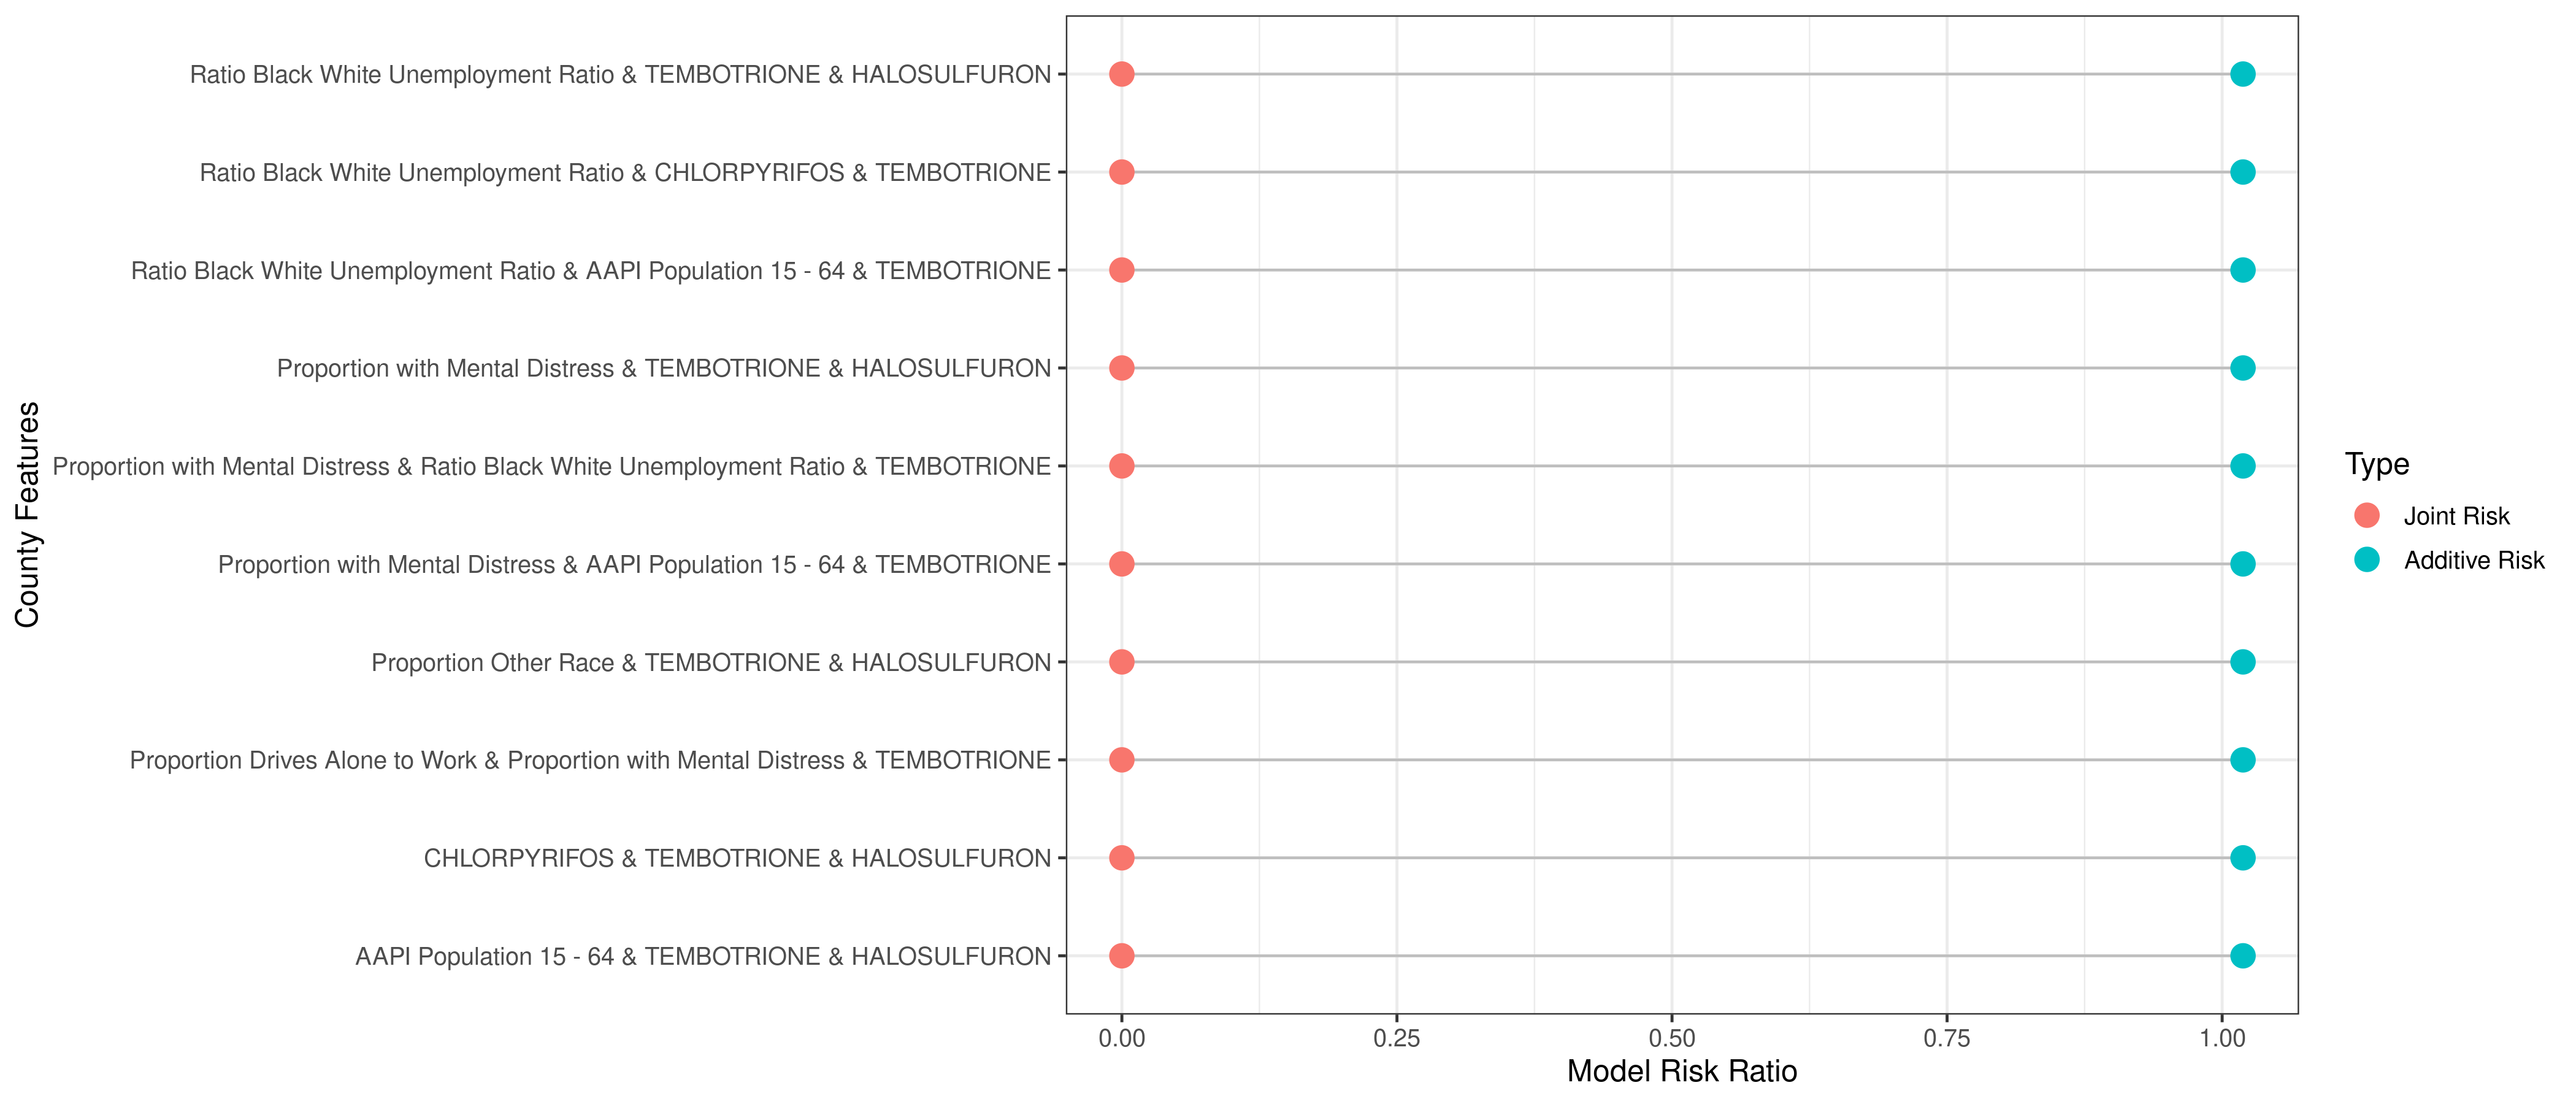 County Features
Ratio Black White Unemployment Ratio & TEMBOTRIONE & HALOSULFURON
Ratio Black White Unemployment Ratio & CHLORPYRIFOS & TEMBOTRIONE
Ratio Black White Unemployment Ratio & AAPI Population 15 - 64 & TEMBOTRIONE
Proportion with Mental Distress & TEMBOTRIONE & HALOSULFURON
Proportion with Mental Distress & Ratio Black White Unemployment Ratio & TEMBOTRIONE
Proportion with Mental Distress & AAPI Population 15 - 64 & TEMBOTRIONE
Proportion Other Race & TEMBOTRIONE & HALOSULFURON
Proportion Drives Alone to Work & Proportion with Mental Distress & TEMBOTRIONE
CHLORPYRIFOS & TEMBOTRIONE & HALOSULFURON
AAPI Population 15 - 64 & TEMBOTRIONE & HALOSULFURON
0.00 0.25 0.50 0.75 1.00
Model Risk Ratio
Type
Joint Risk
Additive Risk